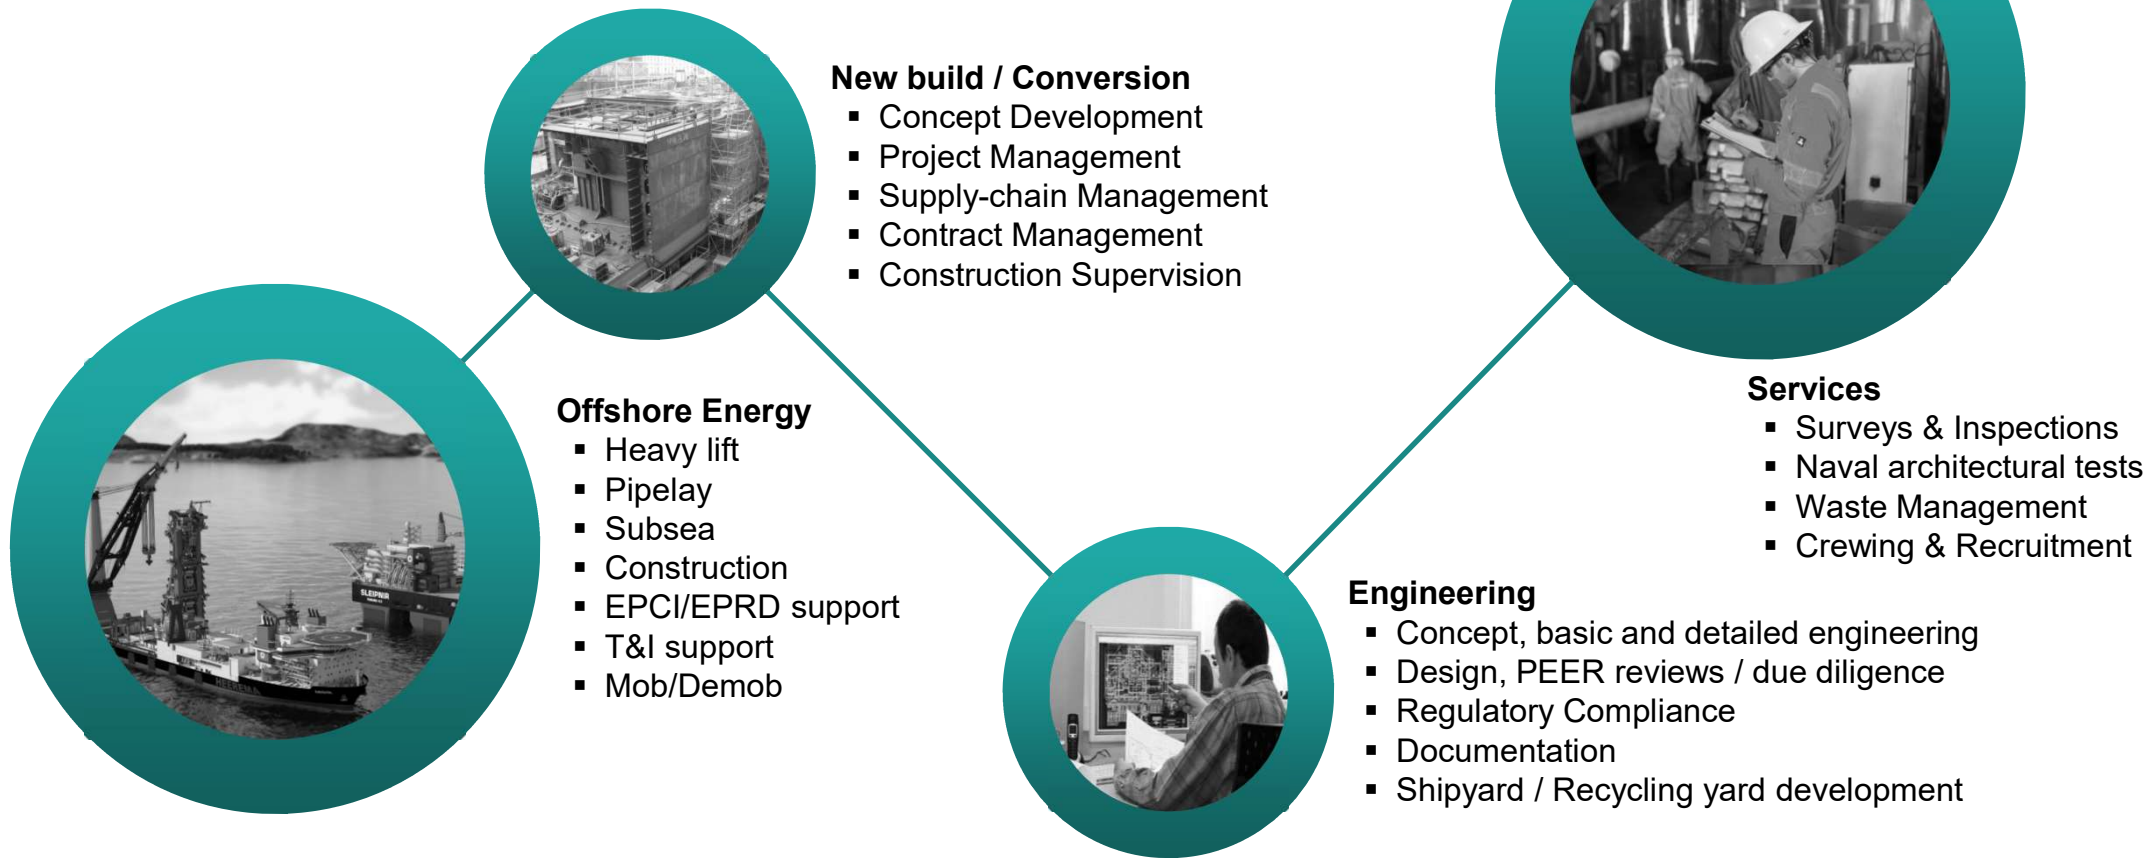 New build / Conversion
▪ Concept Development
▪ Project Management
▪ Supply-chain Management
▪ Contract Management
▪ Construction Supervision
Offshore Energy
▪ Heavy lift
▪ Pipelay
▪ Subsea
▪ Construction
▪ EPCI/EPRD support
▪ T&I support
▪ Mob/Demob
SLEIPNIR
HEEREMA
Services
▪ Surveys & Inspections
▪ Naval architectural tests
▪ Waste Management
▪ Crewing & Recruitment
Engineering
▪ Concept, basic and detailed engineering
▪ Design, PEER reviews / due diligence
▪ Regulatory Compliance
▪ Documentation
▪ Shipyard / Recycling yard development